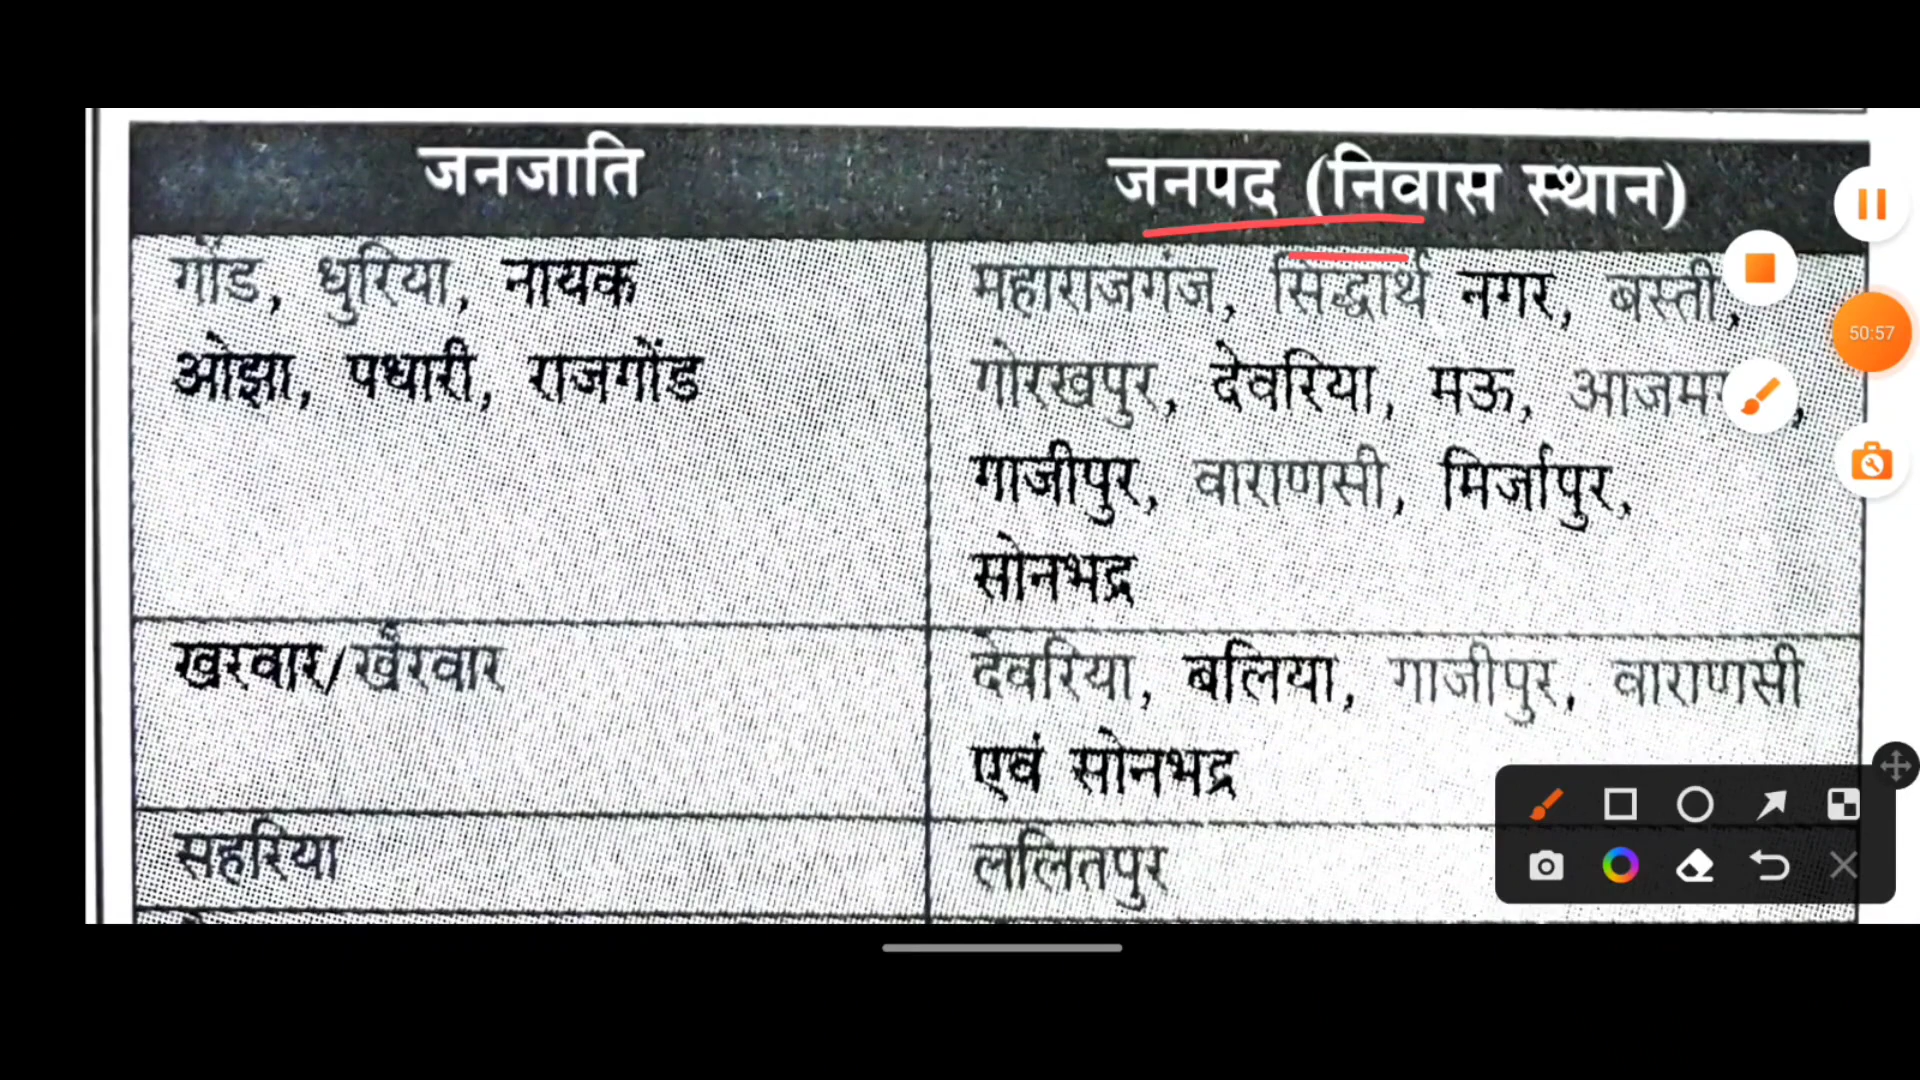 जनजाति
जनपद (निवास स्थान)
गोंड, धुरिया, नायक
ओझा, पधारी, राजगोंड
महाराजगंज, सिद्धार्थ नगर, बस्ती,
गोरखपुर, देवरिया, मऊ,
गाजीपुर, वाराणसी, मिर्जापुर,
सोनभद्र
खरवार/खैरवार
देवरिया, बलिया, गाजीपुर, वाराणसी
एवं सोनभद्र
सहरिया
ललितपुर
50:57